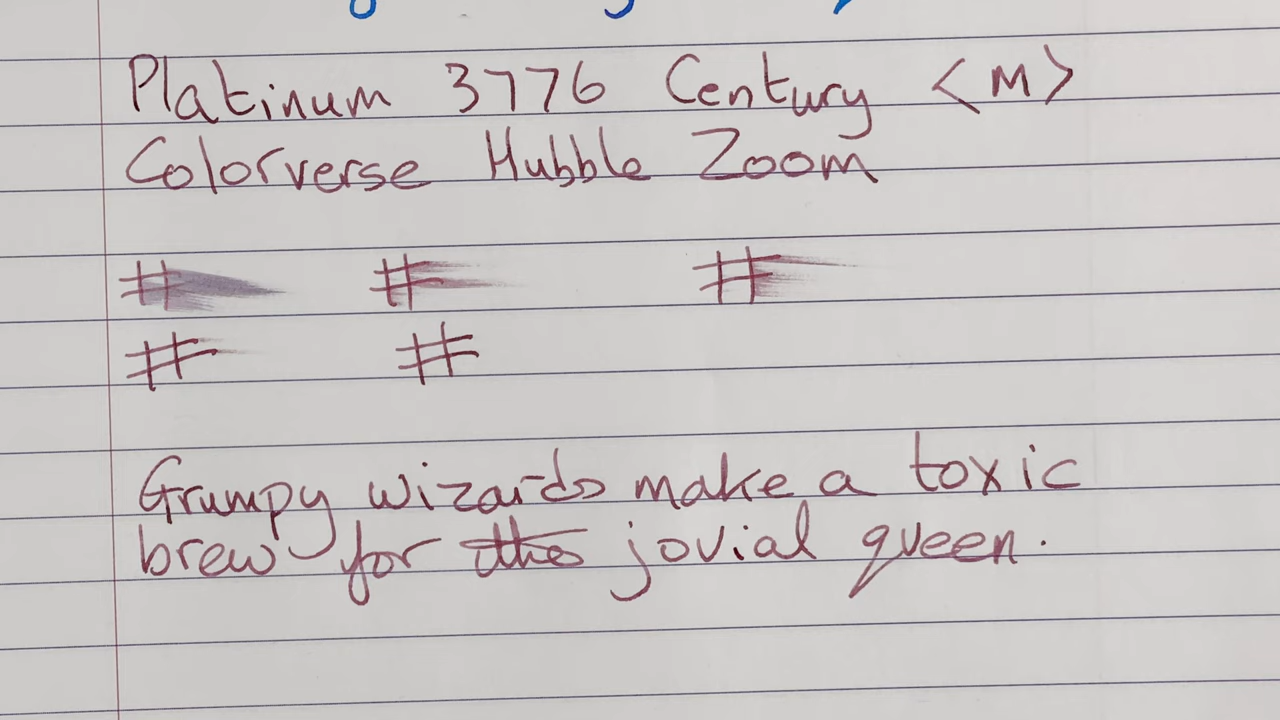 Platinum 3776 Century <M>
Colorverse Hubble Zoom
# # #
# #
Grumpy wizards make a toxic
brew for the jovial queen.